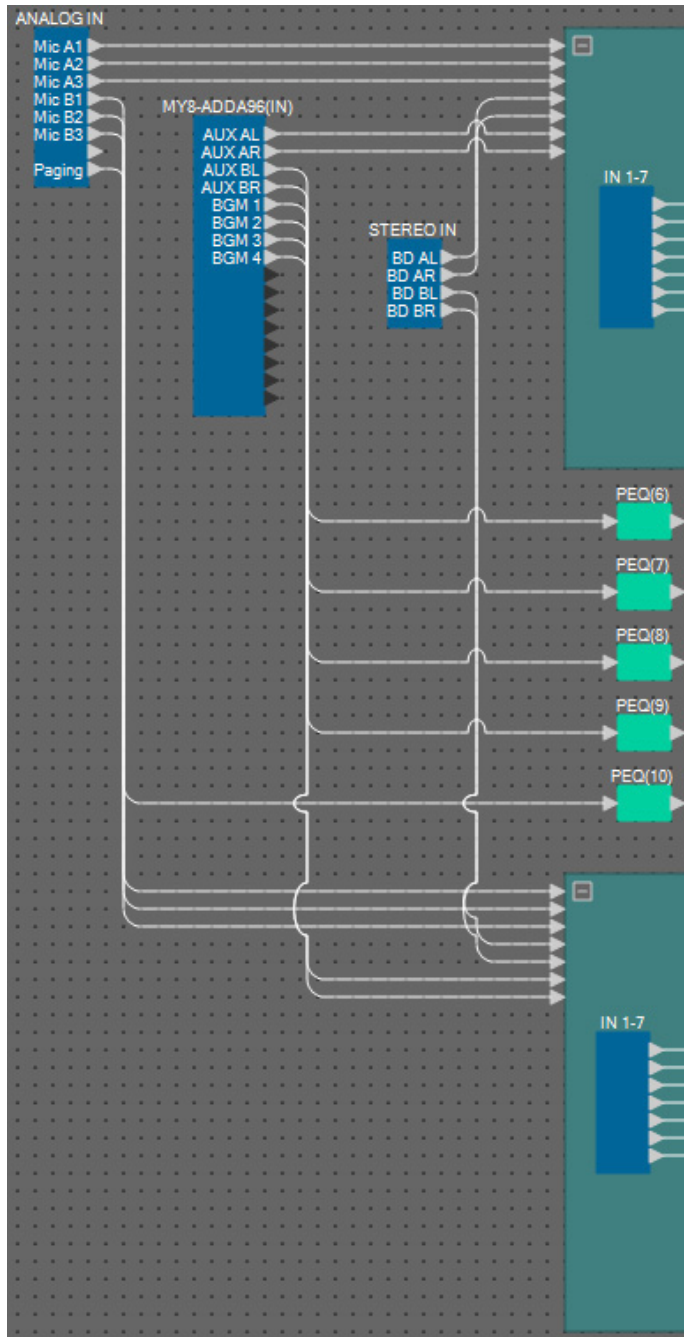 ANALOG IN
Mic A1
Mic A2
Mic A3
Mic B1
Mic B2
Mic B3
Paging
MY8-ADDA96(IN)
AUX AL
AUX AR
AUX BL
AUX BR
BGM 1
BGM 2
BGM 3
BGM 4
STEREO IN
BD AL
BD AR
BD BL
BD BR
IN 1-7
PEQ(6)
PEQ(7)
PEQ(8)
PEQ(9)
PEQ(10)
IN 1-7